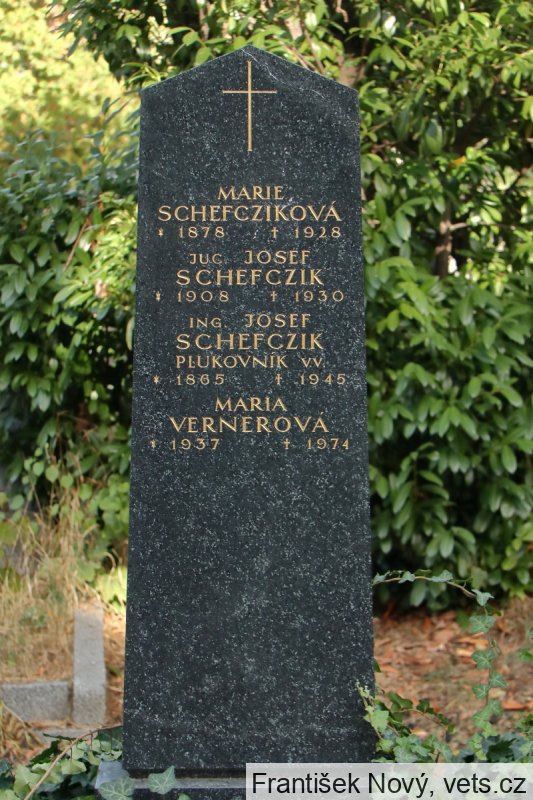 MARIE
SCHEFCZIKOVÁ
* 1878 † 1928
JUC. JOSEF
SCHEFCZIK
* 1908 † 1930
ING. JOSEF
SCHEFCZIK
PLUKOVNÍK VV.
* 1865 † 1945
MARIA
VERNEROVÁ
* 1937 † 1974
František Nový, vets.cz